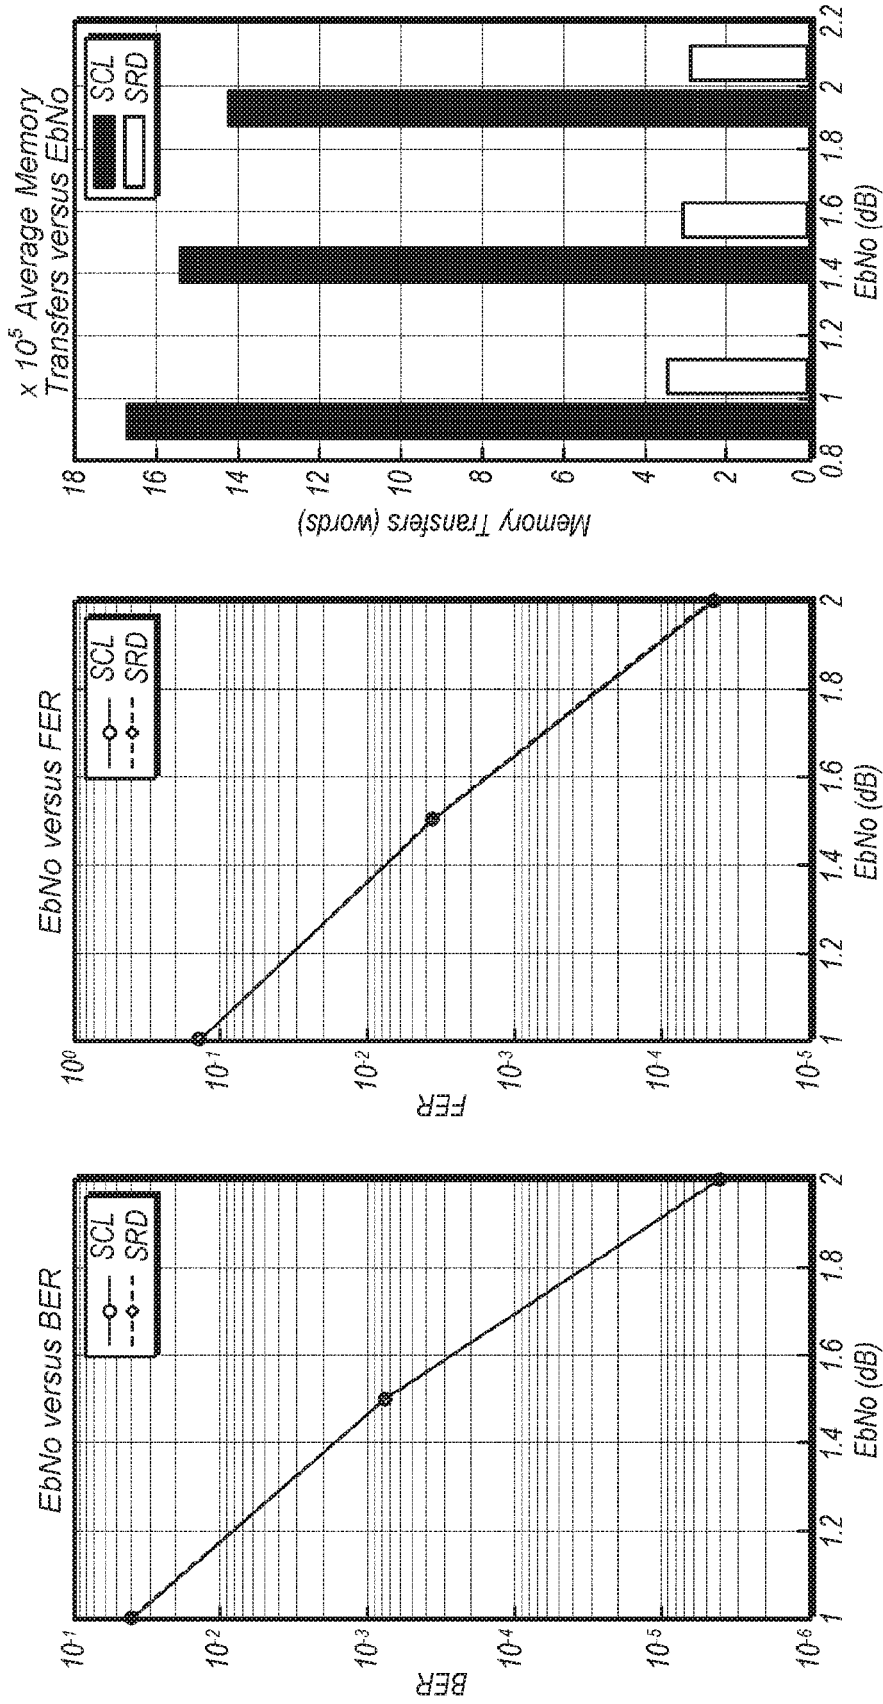 EbNo versus BER
SCL
SRD
10-1
10-2
10-3
10-4
10-5
10-6
BER
1
1.2
1.4
1.6
1.8
2
EbNo (dB)
EbNo versus FER
SCL
SRD
100
10-1
10-2
10-3
10-4
10-5
FER
1
1.2
1.4
1.6
1.8
2
EbNo (dB)
x 105 Average Memory
Transfers versus EbNo
SCL
SRD
18
16
14
12
10
8
6
4
2
0
Memory Transfers (words)
0.8
1
1.2
1.4
1.6
1.8
2
2.2
EbNo (dB)